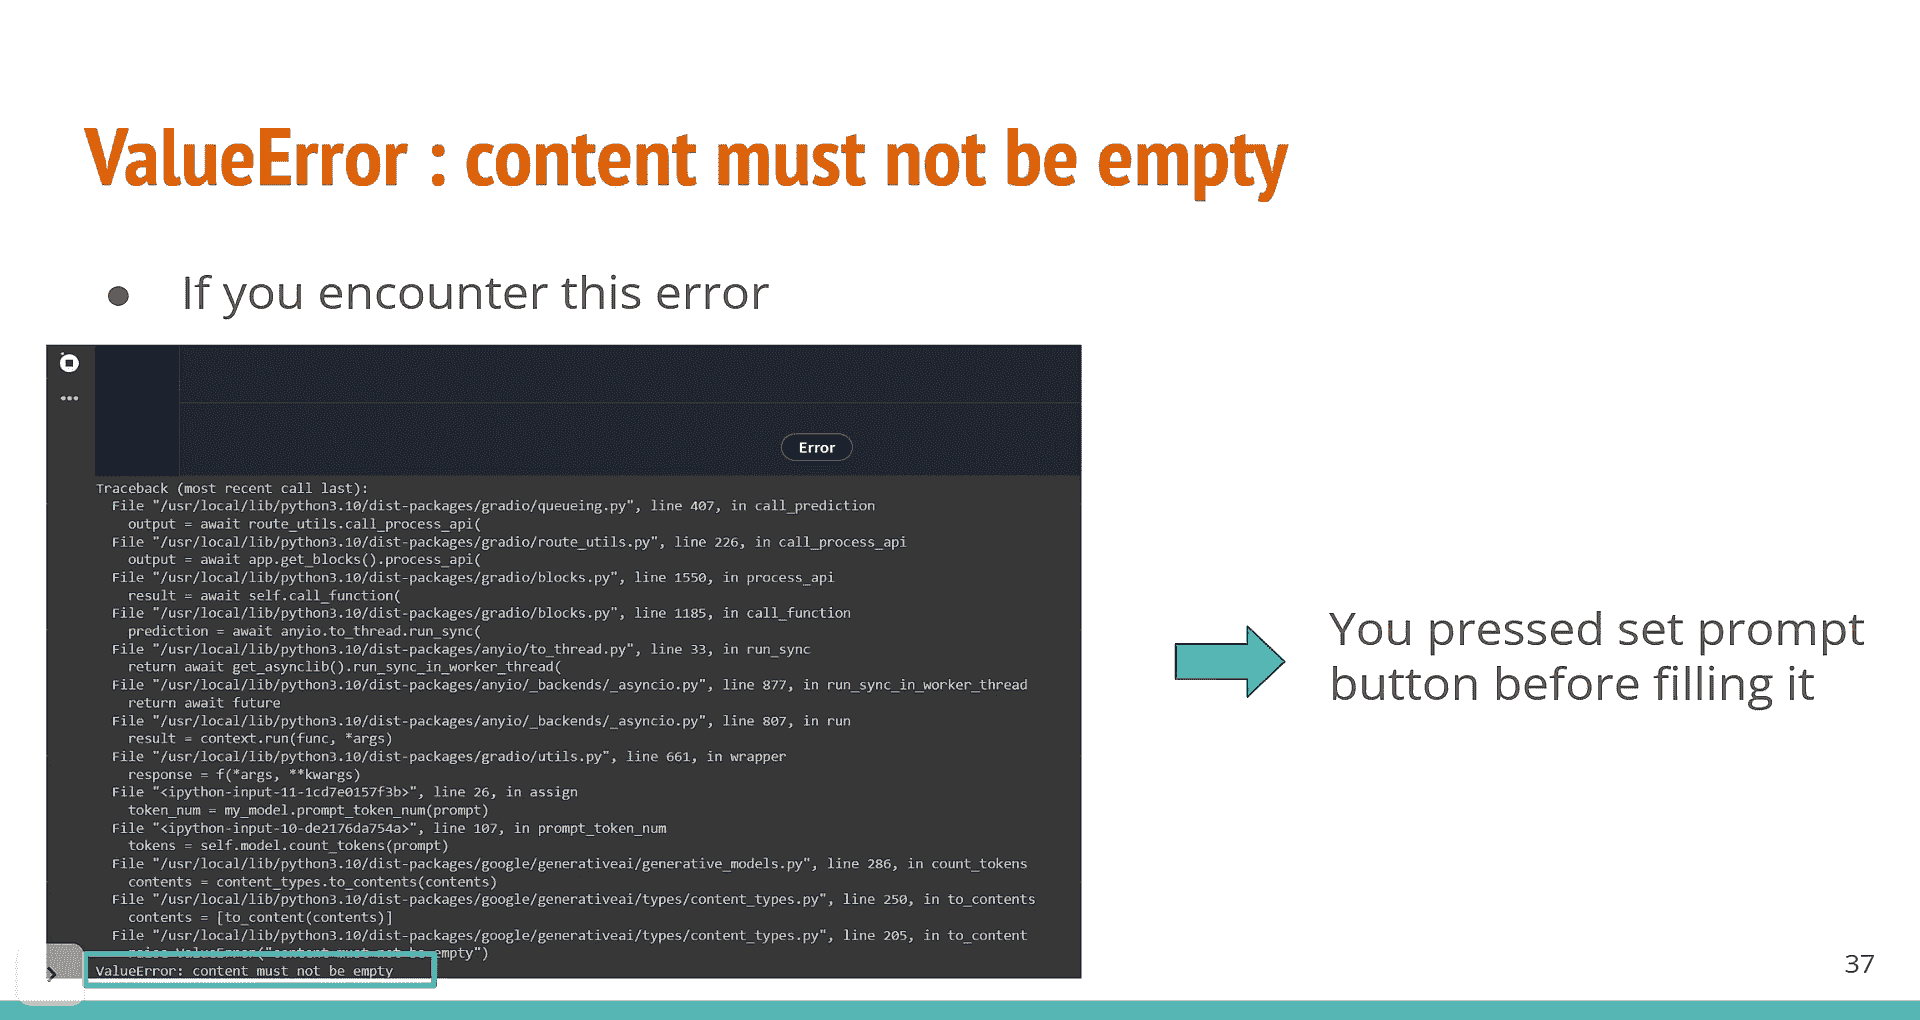 ValueError : content must not be empty
● If you encounter this error
Error
Traceback (most recent call last):
File "/usr/local/lib/python3.10/dist-packages/gradio/queueing.py", line 407, in call_prediction
output = await route_utils.call_process_api(
File "/usr/local/lib/python3.10/dist-packages/gradio/route_utils.py", line 226, in call_process_api
output = await app.get_blocks().process_api(
File "/usr/local/lib/python3.10/dist-packages/gradio/blocks.py", line 1550, in process_api
result = await self.call_function(
File "/usr/local/lib/python3.10/dist-packages/gradio/blocks.py", line 1185, in call_function
prediction = await anyio.to_thread.run_sync(
File "/usr/local/lib/python3.10/dist-packages/anyio/to_thread.py", line 33, in run_sync
return await get_asynclib().run_sync_in_worker_thread(
File "/usr/local/lib/python3.10/dist-packages/anyio/_backends/_asyncio.py", line 877, in run_sync_in_worker_thread
return await future
File "/usr/local/lib/python3.10/dist-packages/anyio/_backends/_asyncio.py", line 807, in run
result = context.run(func, *args)
File "/usr/local/lib/python3.10/dist-packages/gradio/utils.py", line 661, in wrapper
response = f(*args, **kwargs)
File "<ipython-input-11-1cd7e0157f3b>", line 26, in assign
token_num = my_model.prompt_token_num(prompt)
File "<ipython-input-10-de2176da754a>", line 107, in prompt_token_num
tokens = self.model.count_tokens(prompt)
File "/usr/local/lib/python3.10/dist-packages/google/generativeai/generative_models.py", line 286, in count_tokens
contents = content_types.to_contents(contents)
File "/usr/local/lib/python3.10/dist-packages/google/generativeai/types/content_types.py", line 250, in to_contents
contents = [to_content(contents)]
File "/usr/local/lib/python3.10/dist-packages/google/generativeai/types/content_types.py", line 205, in to_content
raise ValueError("content must not be empty")
ValueError: content must not be empty
You pressed set prompt
button before filling it
37